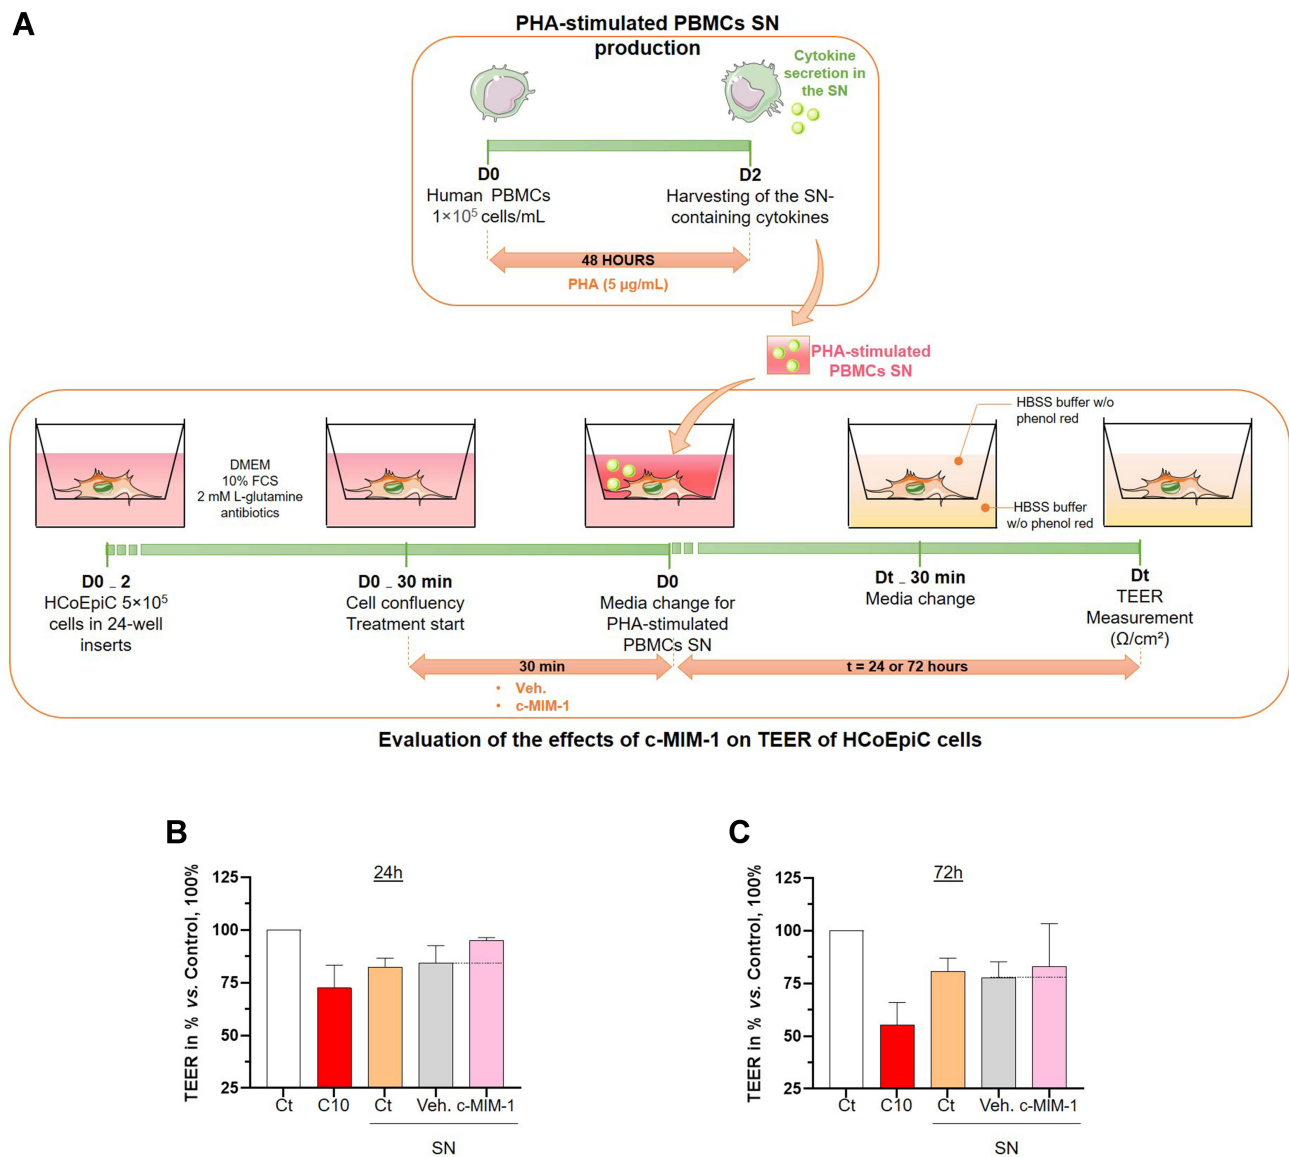 A
PHA-stimulated PBMCs SN
production
Cytokine
secretion in
the SN
D0
Human PBMCs
1×10⁵ cells/mL
D2
Harvesting of the SN-
containing cytokines
48 HOURS
PHA (5 µg/mL)
PHA-stimulated
PBMCs SN
HBSS buffer w/o
phenol red
DMEM
10% FCS
2 mM L-glutamine
antibiotics
HBSS buffer
w/o phenol red
D0 – 2
HCoEpiC 5×10⁵
cells in 24-well
inserts
D0 – 30 min
Cell confluency
Treatment start
D0
Media change for
PHA-stimulated
PBMCs SN
Dt – 30 min
Media change
Dt
TEER
Measurement
(Ω/cm²)
30 min
t = 24 or 72 hours
• Veh.
• c-MIM-1
Evaluation of the effects of c-MIM-1 on TEER of HCoEpiC cells
B
24h
TEER in % vs. Control, 100%
125
100
75
50
25
Ct C10 Ct Veh. c-MIM-1
SN
C
72h
TEER in % vs. Control, 100%
125
100
75
50
25
Ct C10 Ct Veh. c-MIM-1
SN